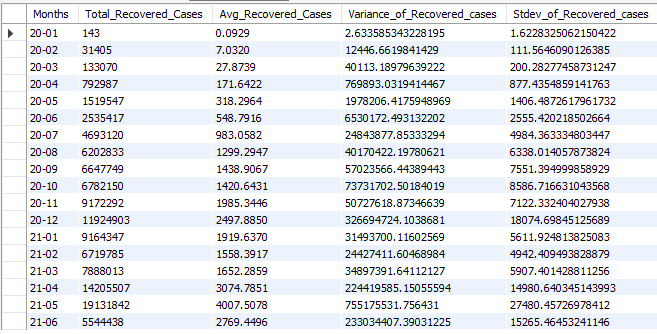 Months Total_Recovered_Cases Avg_Recovered_Cases Variance_of_Recovered_cases Stdev_of_Recovered_cases
20-01 143 0.0929 2.633585343228195 1.6228325062150422
20-02 31405 7.0320 12446.6619841429 111.5646090126385
20-03 133070 27.8739 40113.18979639222 200.28277458731247
20-04 792987 171.6422 769893.0319414467 877.4354859141763
20-05 1519547 318.2964 1978206.4175948969 1406.4872617961732
20-06 2535417 548.7916 6530172.493132202 2555.420218502664
20-07 4693120 983.0582 24843877.85333294 4984.363334803447
20-08 6202833 1299.2947 40170422.19780621 6338.014057873824
20-09 6647749 1438.9067 57023566.44389443 7551.394999858929
20-10 6782150 1420.6431 73731702.50184019 8586.716631043568
20-11 9172292 1985.3446 50727618.87346639 7122.332404027938
20-12 11924903 2497.8850 326694724.1038681 18074.69845125689
21-01 9164347 1919.6370 31493700.11602569 5611.924813825083
21-02 6719785 1558.3917 24427411.60468984 4942.409493828879
21-03 7888013 1652.2859 34897391.64112127 5907.401428811256
21-04 14205507 3074.7851 224419585.15055594 14980.640345143993
21-05 19131842 4007.5078 755175531.756431 27480.45726978412
21-06 5544438 2769.4496 233034407.39031225 15265.46453241146